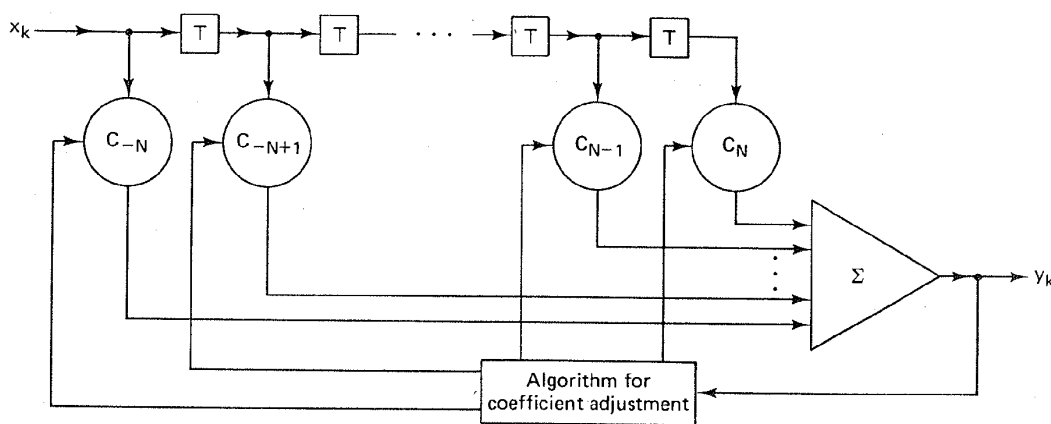 x_k T T · · · T T
C_{-N} C_{-N+1} C_{N-1} C_N
Σ y_k
Algorithm for
coefficient adjustment